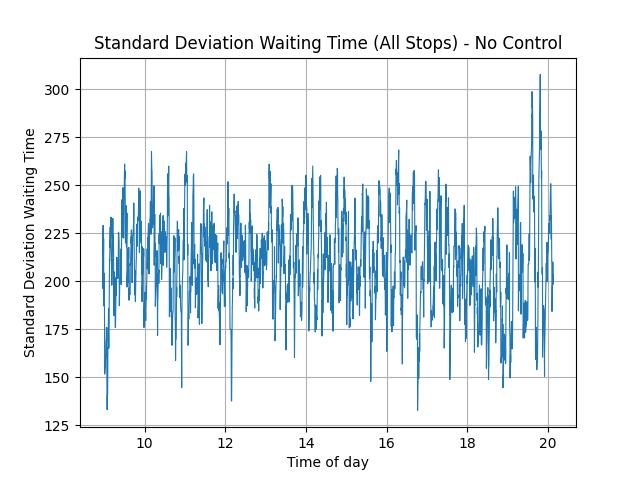 Standard Deviation Waiting Time (All Stops) - No Control
300
275
250
225
200
175
150
125
Standard Deviation Waiting Time
10 12 14 16 18 20
Time of day